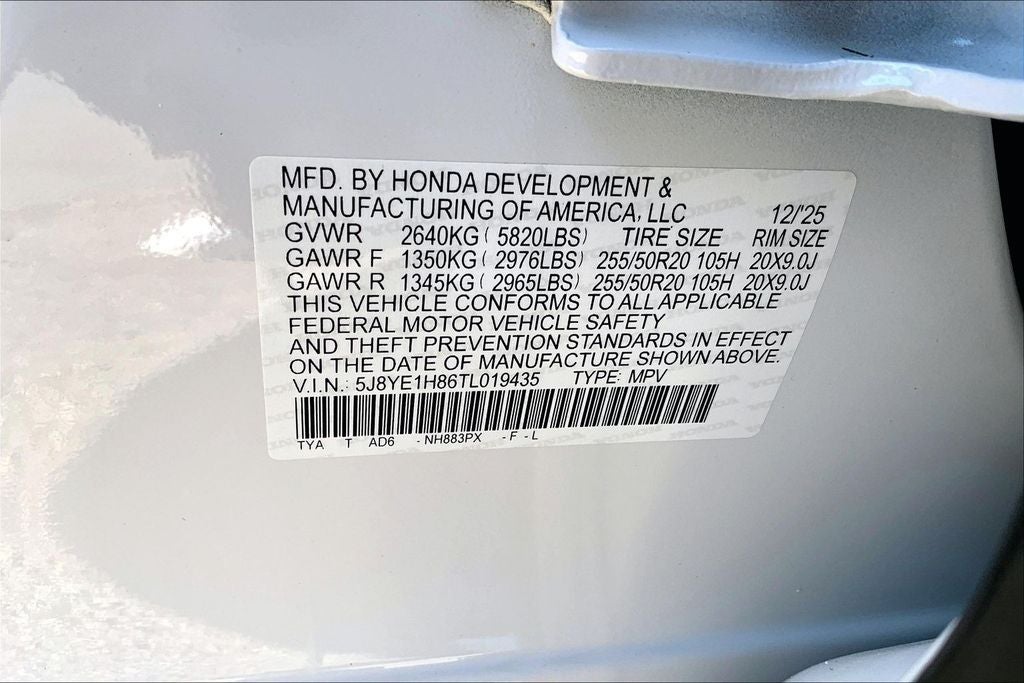 MFD. BY HONDA DEVELOPMENT &
MANUFACTURING OF AMERICA, LLC 12/'25
GVWR 2640KG ( 5820LBS) TIRE SIZE RIM SIZE
GAWR F 1350KG ( 2976LBS) 255/50R20 105H 20X9.0J
GAWR R 1345KG ( 2965LBS) 255/50R20 105H 20X9.0J
THIS VEHICLE CONFORMS TO ALL APPLICABLE
FEDERAL MOTOR VEHICLE SAFETY
AND THEFT PREVENTION STANDARDS IN EFFECT
ON THE DATE OF MANUFACTURE SHOWN ABOVE.
V.I.N.: 5J8YE1H86TL019435 TYPE: MPV
TYA T AD6 - NH883PX - F - L